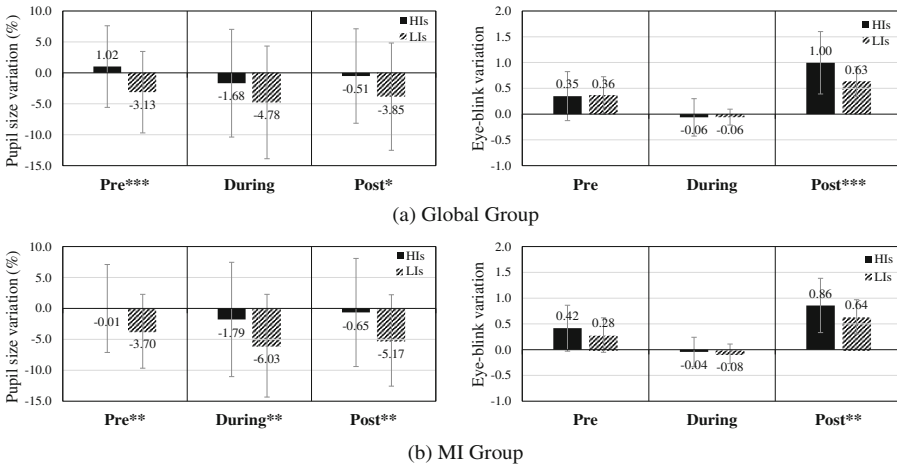 Pupil size variation (%)
10.0
5.0
0.0
-5.0
-10.0
-15.0
HIs
LIs
1.02
-3.13
-1.68
-4.78
-0.51
-3.85
Pre***
During
Post*
Eye-blink variation
2.0
1.5
1.0
0.5
0.0
-0.5
-1.0
HIs
LIs
0.35
0.36
-0.06
-0.06
1.00
0.63
Pre
During
Post***
(a) Global Group
Pupil size variation (%)
10.0
5.0
0.0
-5.0
-10.0
-15.0
HIs
LIs
-0.01
-3.70
-1.79
-6.03
-0.65
-5.17
Pre**
During**
Post**
Eye-blink variation
2.0
1.5
1.0
0.5
0.0
-0.5
-1.0
HIs
LIs
0.42
0.28
-0.04
-0.08
0.86
0.64
Pre
During
Post**
(b) MI Group